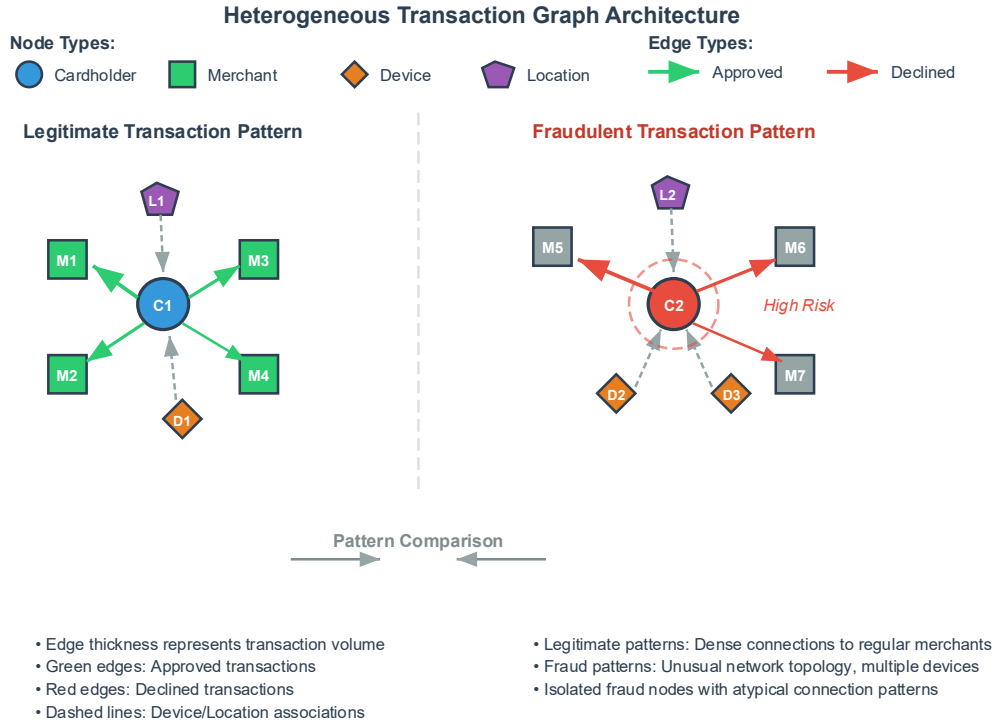 Heterogeneous Transaction Graph Architecture
Node Types:
Edge Types:
Cardholder
Merchant
Device
Location
Approved
Declined
Legitimate Transaction Pattern
Fraudulent Transaction Pattern
L1
M1
M3
C1
M2
M4
D1
L2
M5
M6
C2
High Risk
M7
D2
D3
Pattern Comparison
• Edge thickness represents transaction volume
• Green edges: Approved transactions
• Red edges: Declined transactions
• Dashed lines: Device/Location associations
• Legitimate patterns: Dense connections to regular merchants
• Fraud patterns: Unusual network topology, multiple devices
• Isolated fraud nodes with atypical connection patterns